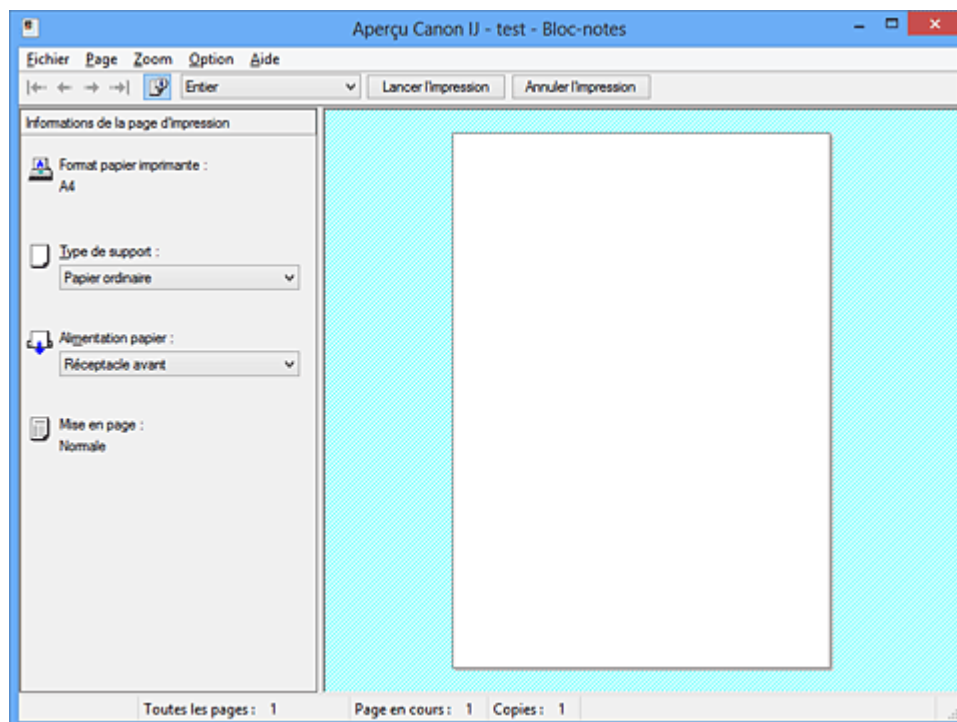 Aperçu Canon IJ - test - Bloc-notes
Fichier Page Zoom Option Aide
Entier Lancer l'impression Annuler l'impression
Informations de la page d'impression
Format papier imprimante :
A4
Type de support :
Papier ordinaire
Alimentation papier :
Réceptacle avant
Mise en page :
Normale
Toutes les pages : 1 Page en cours : 1 Copies : 1